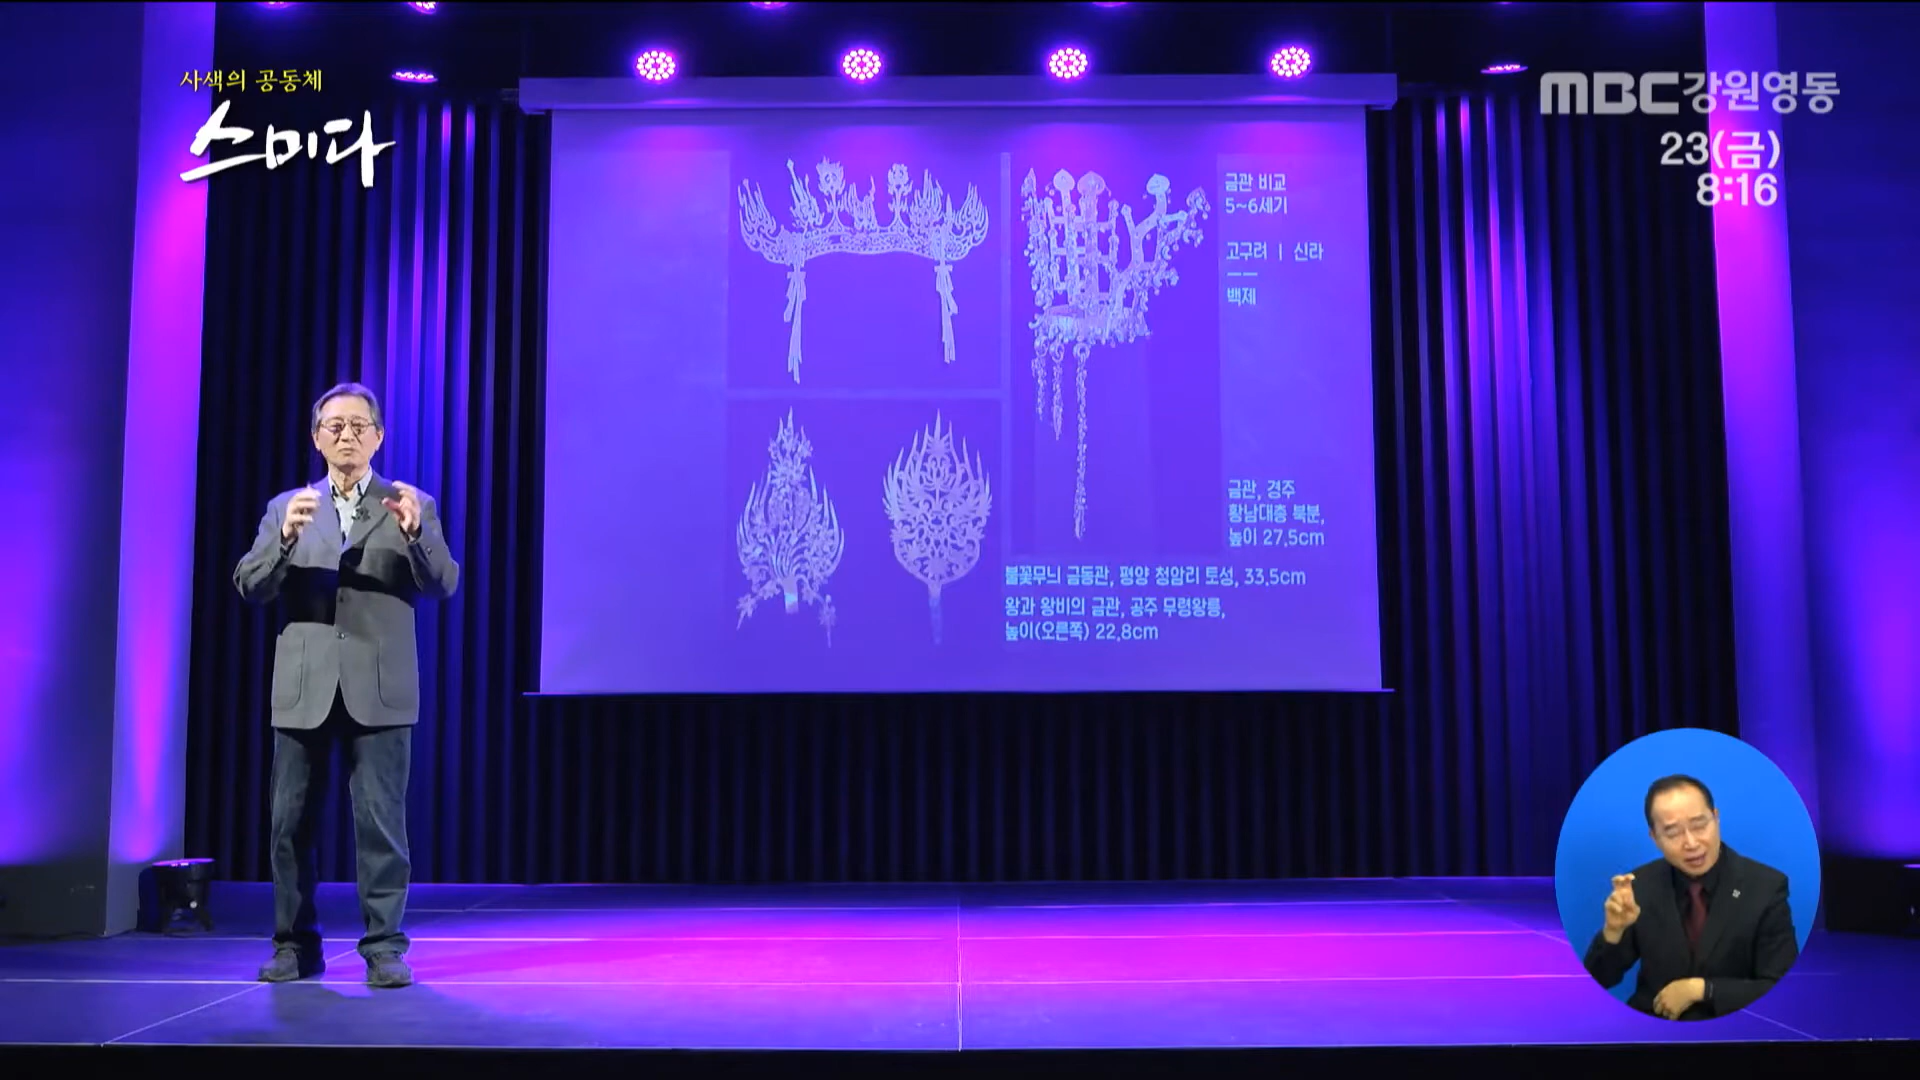 사색의 공동체
스미다
MBC강원영동
23(금)
8:16
금관 비교
5~6세기
고구려 | 신라
——
백제
금관, 경주
황남대총 북분,
높이 27.5cm
불꽃무늬 금동관, 평양 청암리 토성, 33.5cm
왕과 왕비의 금관, 공주 무령왕릉,
높이(오른쪽) 22.8cm